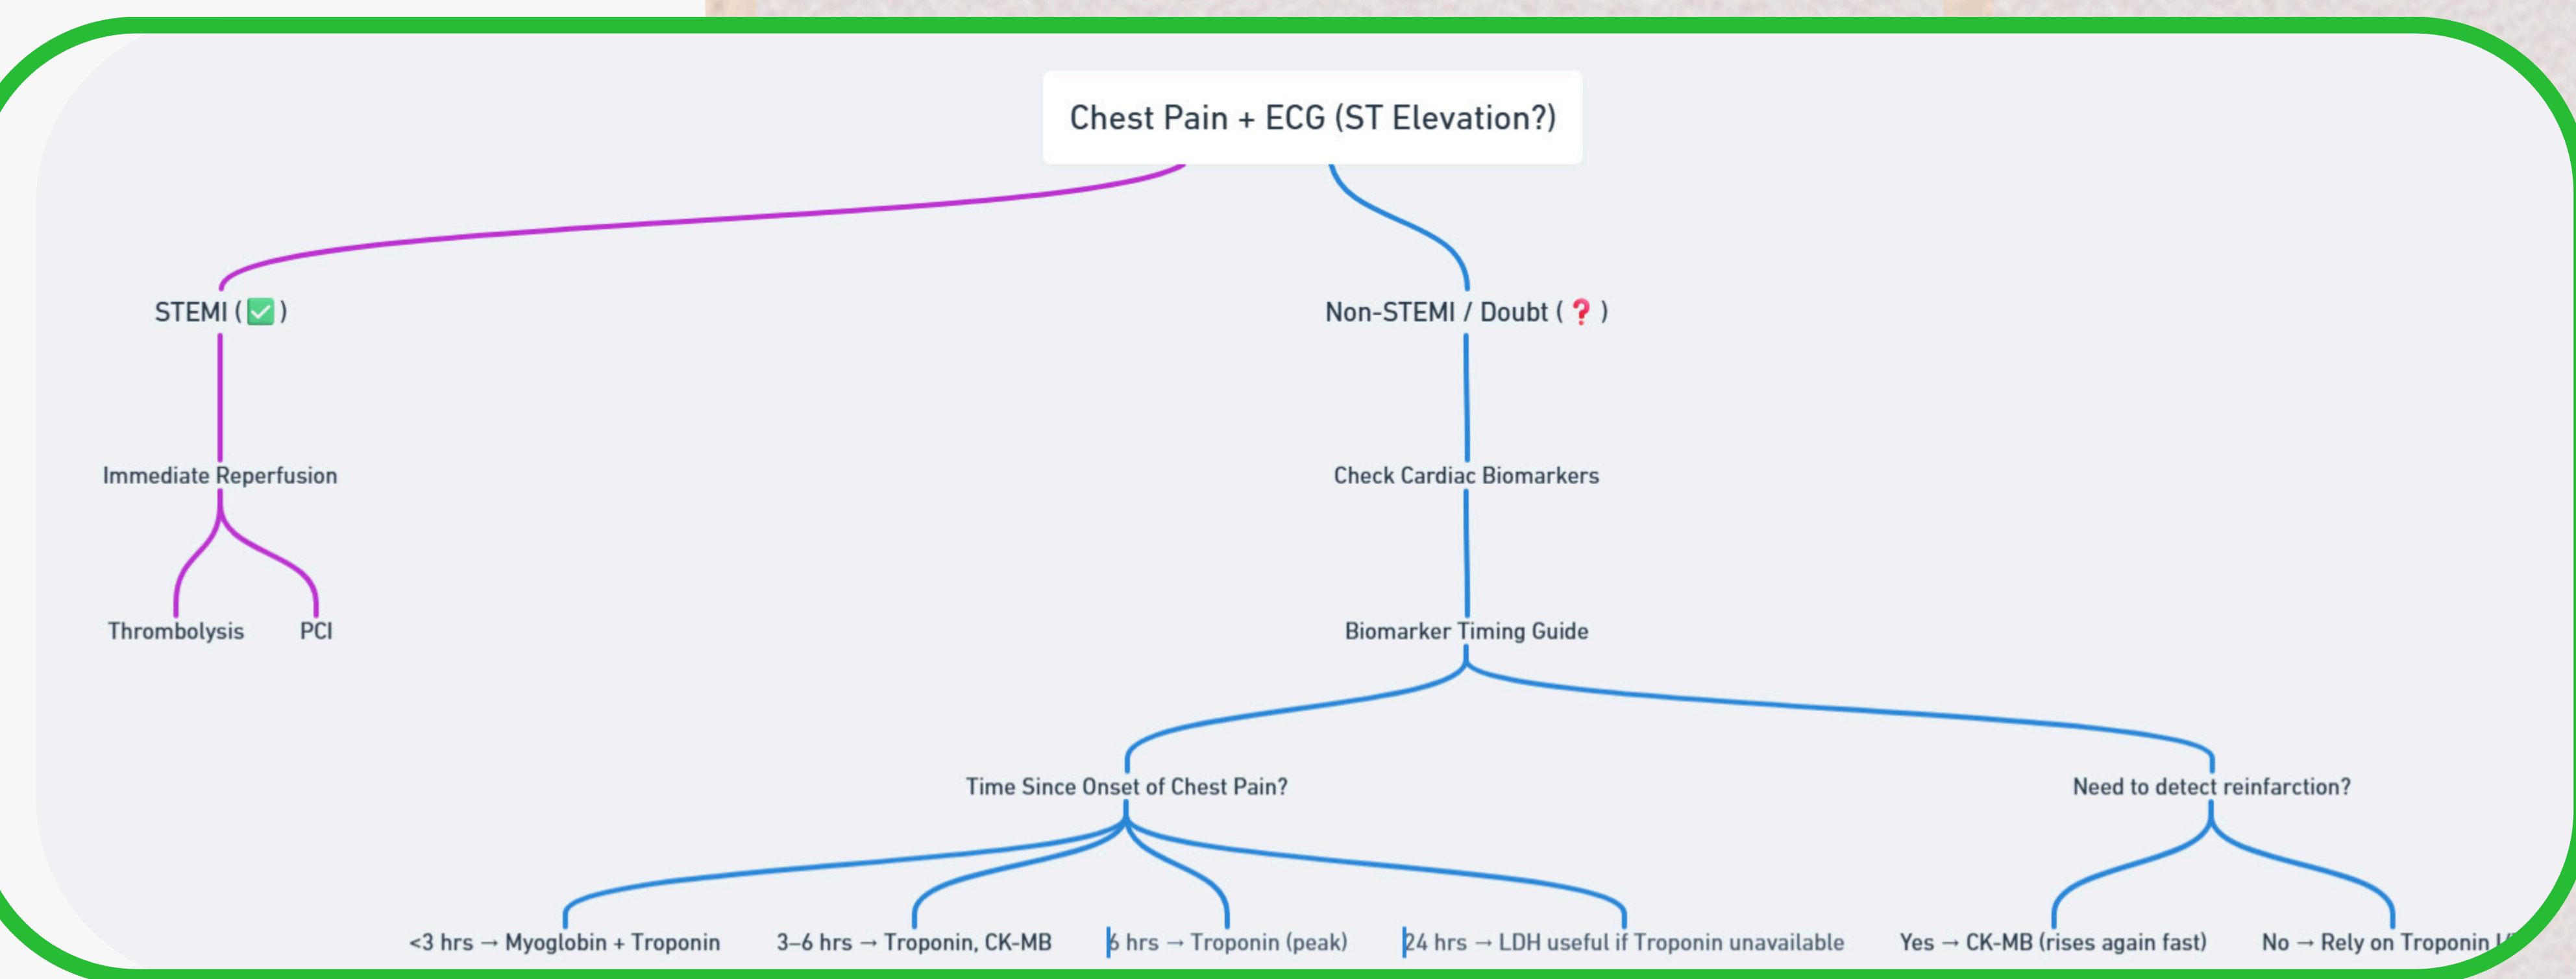 Chest Pain + ECG (ST Elevation?)
STEMI (✅)
Non-STEMI / Doubt (❓)
Immediate Reperfusion
Check Cardiac Biomarkers
Thrombolysis
PCI
Biomarker Timing Guide
Time Since Onset of Chest Pain?
Need to detect reinfarction?
<3 hrs → Myoglobin + Troponin
3–6 hrs → Troponin, CK-MB
6 hrs → Troponin (peak)
24 hrs → LDH useful if Troponin unavailable
Yes → CK-MB (rises again fast)
No → Rely on Troponin